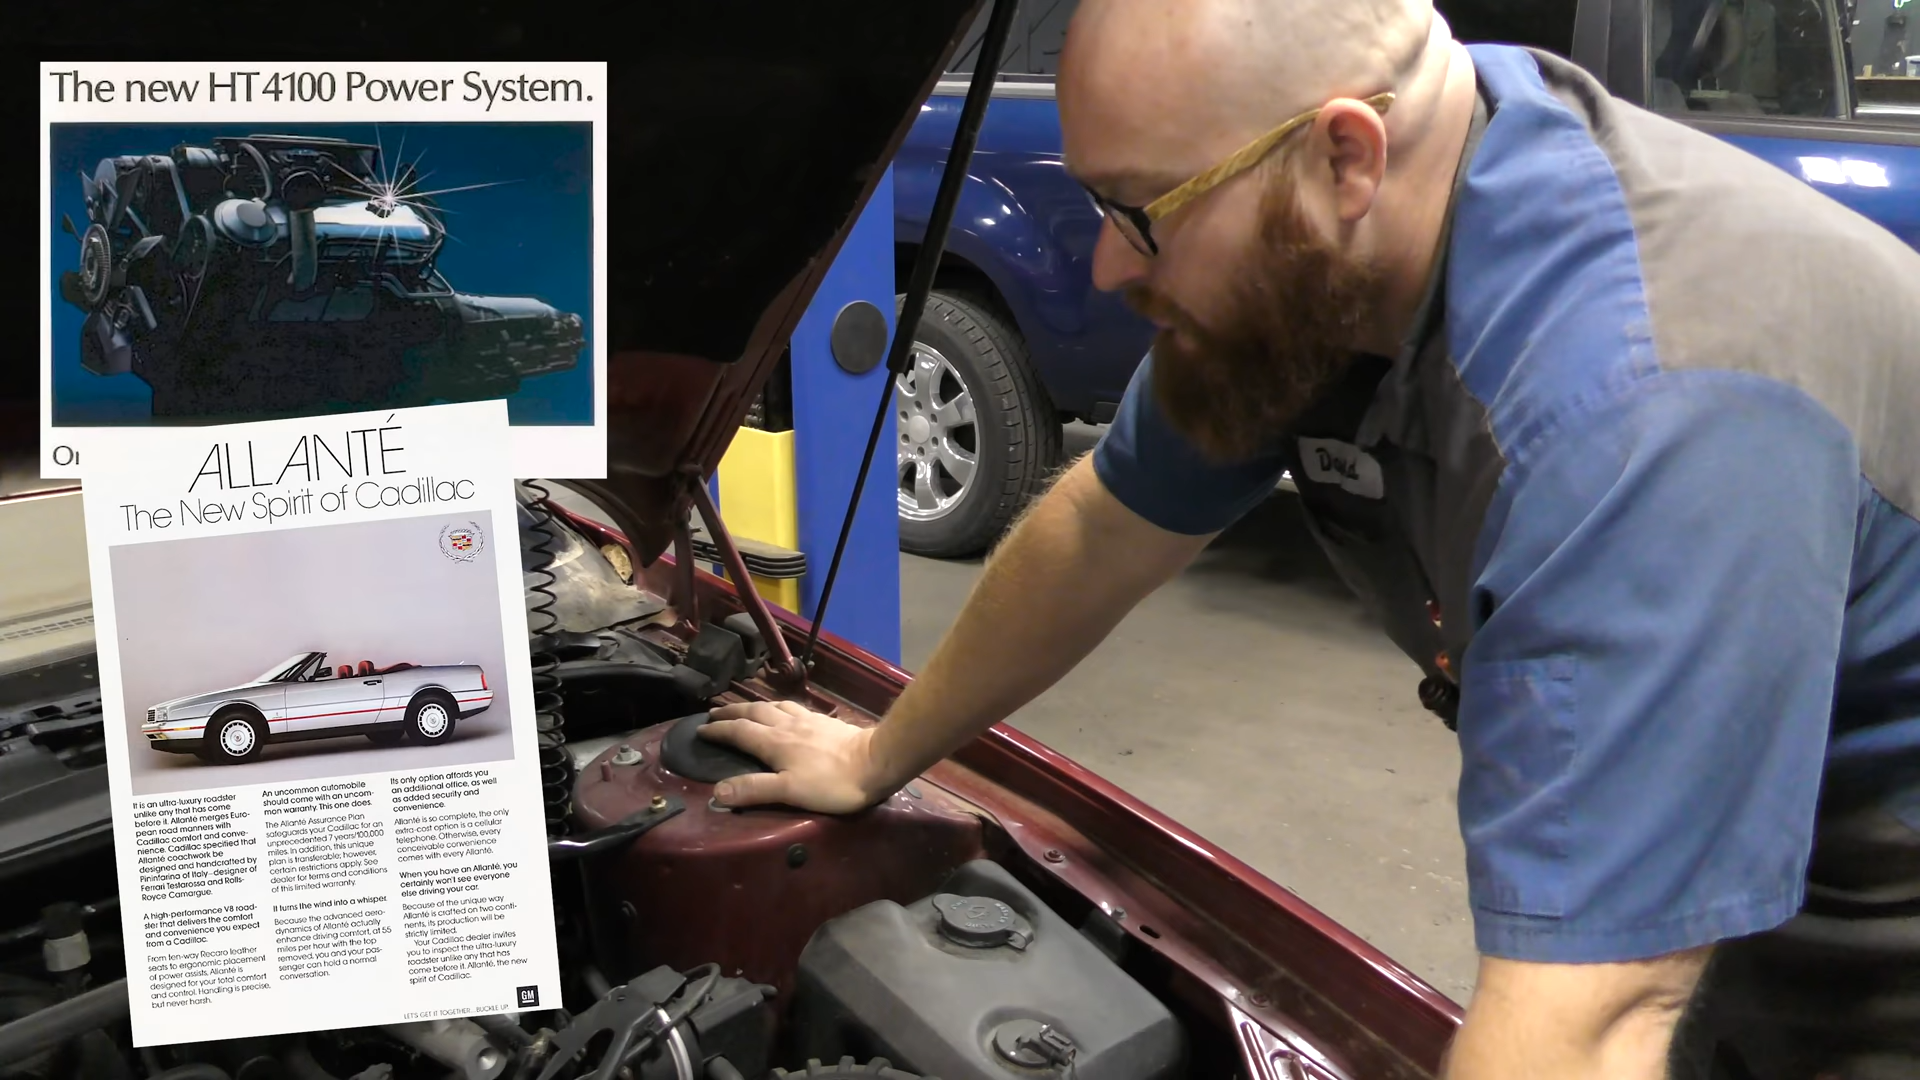 The new HT4100 Power System.
ALLANTÉ
The New Spirit of Cadillac
It is an ultra-luxury roadster
unlike any that has come
before it. Allanté merges Euro-
pean road manners with
Cadillac comfort and conve-
nience. Cadillac specified that
Allanté coachwork be
designed and handcrafted by
Pininfarina of Italy—designer of
Ferrari Testarossa and Rolls-
Royce Camargue.
A high-performance V8 road-
ster that delivers the comfort
and convenience you expect
from a Cadillac.
From ten-way Recaro leather
seats to ergonomic placement
of power assists, Allanté is
designed for your total comfort
and control. Handling is precise,
but never harsh.
An uncommon automobile
should come with an uncom-
mon warranty. This one does.
The Allanté Assurance Plan
safeguards your Cadillac for an
unprecedented 7 years/100,000
miles. In addition, this unique
plan is transferable; however,
certain restrictions apply. See
dealer for terms and conditions
of this limited warranty.
It turns the wind into a whisper.
Because the advanced aero-
dynamics of Allanté actually
enhance driving comfort, at 55
miles per hour with the top
removed, you and your pas-
senger can hold a normal
conversation.
Its only option affords you
an additional office, as well
as added security and
convenience.
Allanté is so complete, the only
extra-cost option is a cellular
telephone. Otherwise, every
conceivable convenience
comes with every Allanté.
When you have an Allanté, you
certainly won't see everyone
else driving your car.
Because of the unique way
Allanté is crafted on two conti-
nents, its production will be
strictly limited.
Your Cadillac dealer invites
you to inspect the ultra-luxury
roadster unlike any that has
come before it. Allanté, the new
spirit of Cadillac.
LET'S GET IT TOGETHER...BUCKLE UP.
GM
David